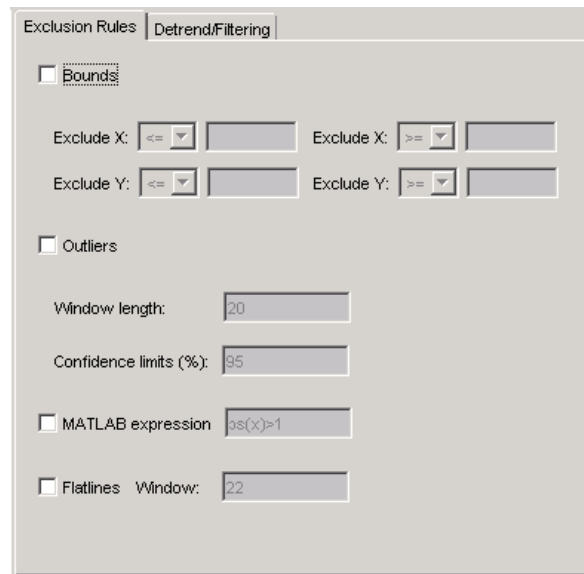 Exclusion Rules Detrend/Filtering
Bounds
Exclude X: <= Exclude X: >=
Exclude Y: <= Exclude Y: >=
Outliers
Window length: 20
Confidence limits (%): 95
MATLAB expression bs(x)>1
Flatlines Window: 22